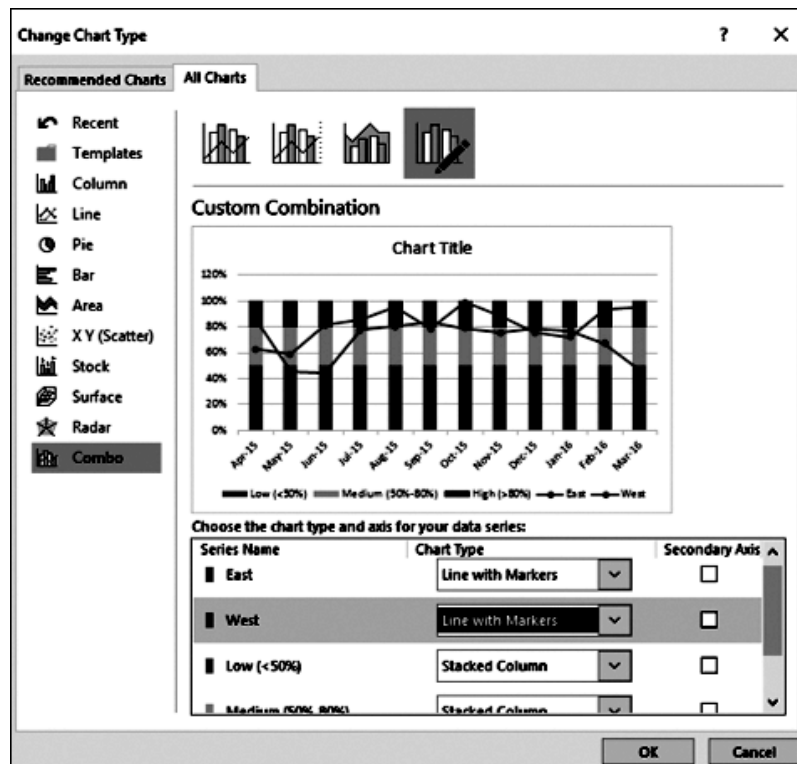 Change Chart Type ? ×
Recommended Charts All Charts
Recent
Templates
Column
Line
Pie
Bar
Area
X Y (Scatter)
Stock
Surface
Radar
Combo
Custom Combination
Chart Title
120%
100%
80%
60%
40%
20%
0%
Apr-15 May-15 Jun-15 Jul-15 Aug-15 Sep-15 Oct-15 Nov-15 Dec-15 Jan-16 Feb-16 Mar-16
Low (<50%) Medium (50%-80%) High (>80%) East West
Choose the chart type and axis for your data series:
Series Name Chart Type Secondary Axis
East Line with Markers
West Line with Markers
Low (<50%) Stacked Column
Medium (50%-80%) Stacked Column
OK Cancel